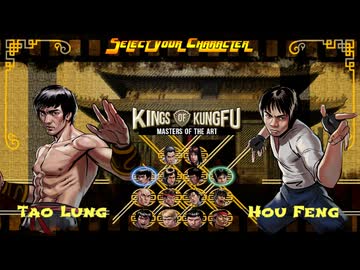 Select Your Character
KINGS OF KUNGFU
MASTERS OF THE ART
Tao Lung
Hou Feng